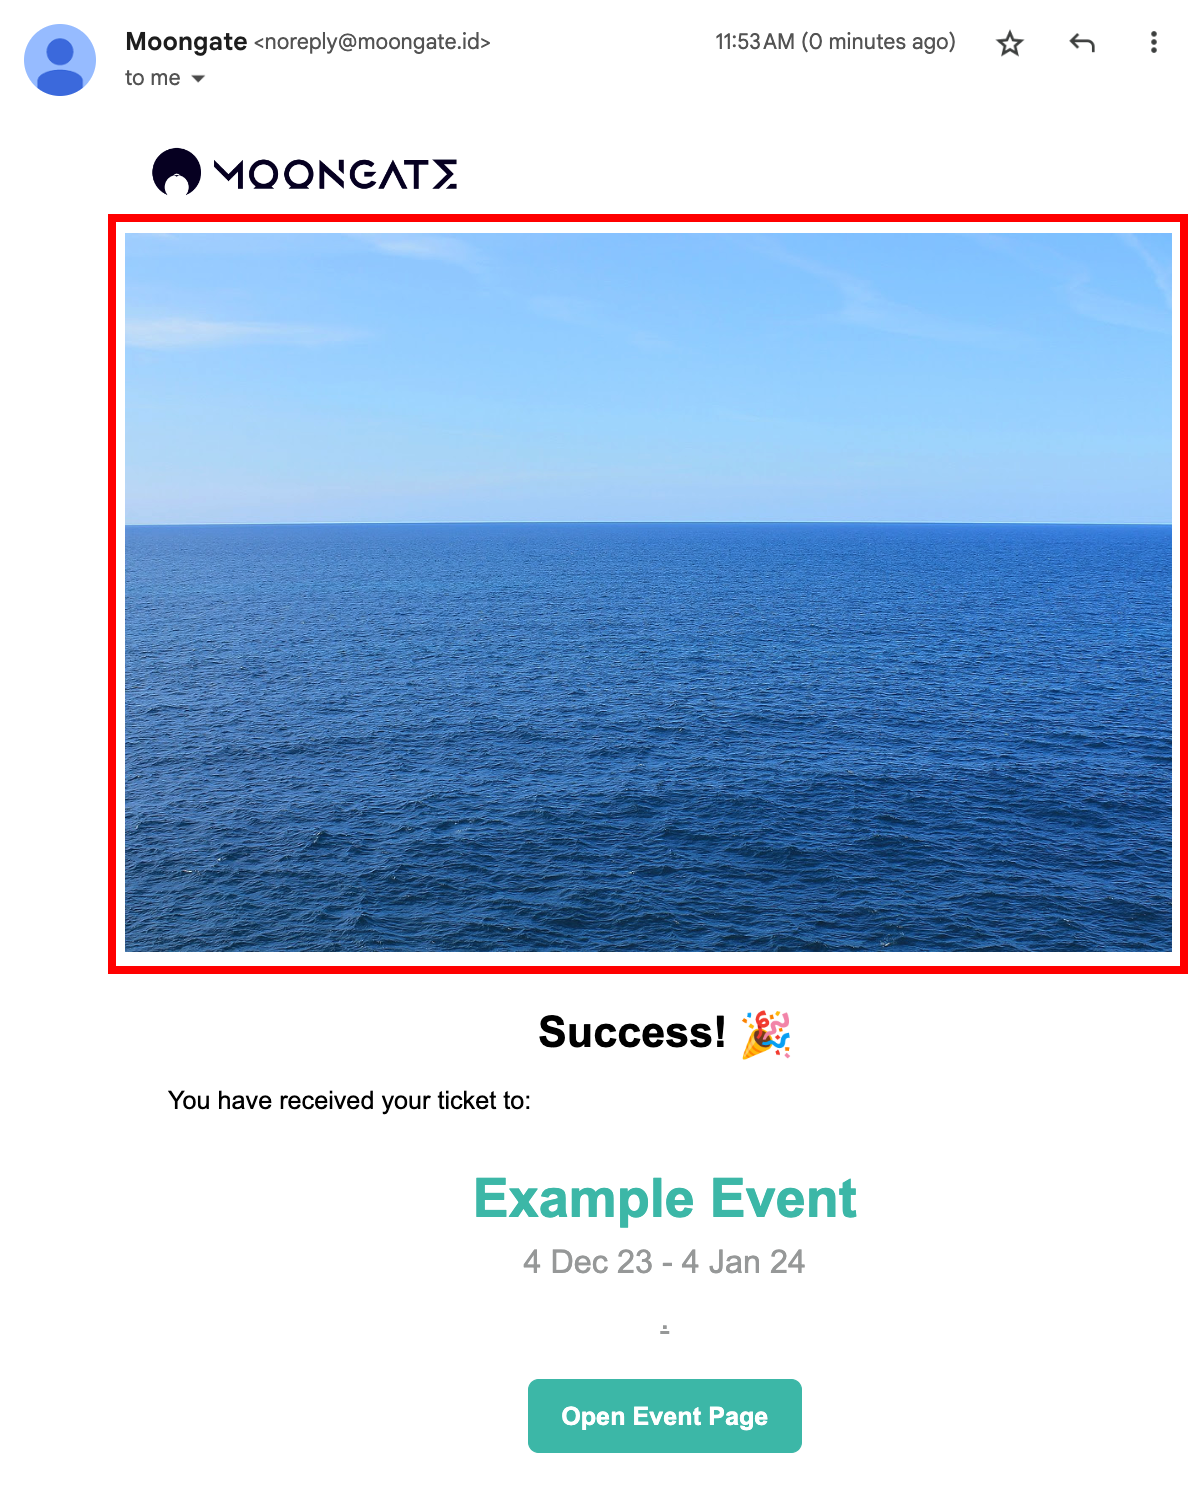 Moongate <noreply@moongate.id>
11:53 AM (0 minutes ago)
to me
MOONGATE
Success! 🎉
You have received your ticket to:
Example Event
4 Dec 23 - 4 Jan 24
.
Open Event Page